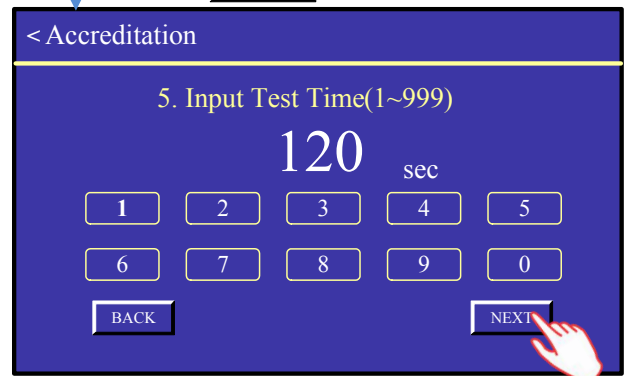 < Accreditation
5. Input Test Time(1~999)
120 sec
1 2 3 4 5
6 7 8 9 0
BACK NEXT